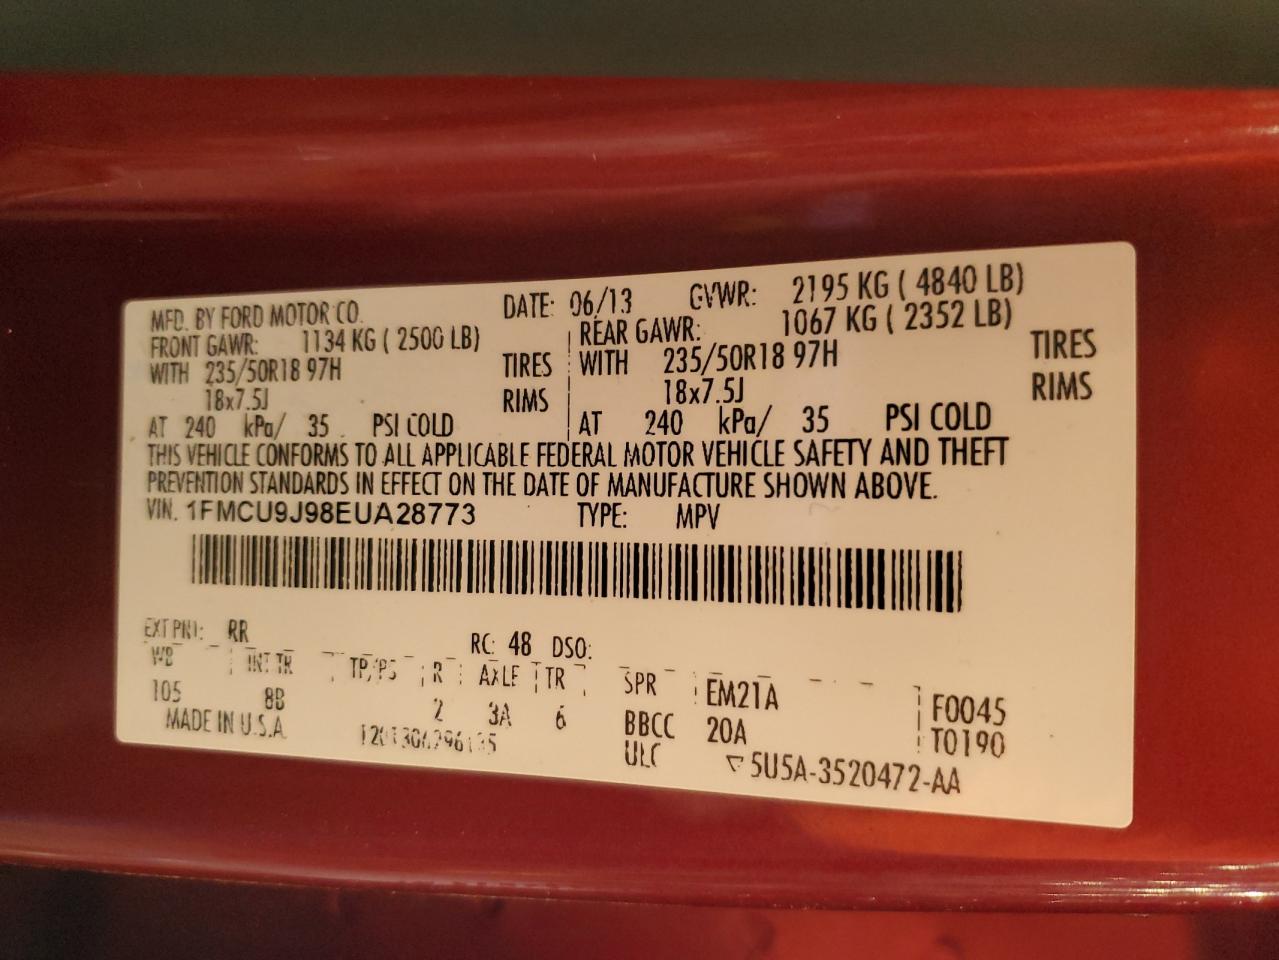 MFD. BY FORD MOTOR CO. DATE: 06/13 GVWR: 2195 KG ( 4840 LB)
FRONT GAWR: 1134 KG ( 2500 LB) REAR GAWR: 1067 KG ( 2352 LB)
WITH 235/50R18 97H TIRES WITH 235/50R18 97H TIRES
18x7.5J RIMS 18x7.5J RIMS
AT 240 kPa/ 35 PSI COLD AT 240 kPa/ 35 PSI COLD
THIS VEHICLE CONFORMS TO ALL APPLICABLE FEDERAL MOTOR VEHICLE SAFETY AND THEFT
PREVENTION STANDARDS IN EFFECT ON THE DATE OF MANUFACTURE SHOWN ABOVE.
VIN. 1FMCU9J98EUA28773 TYPE: MPV
EXT PNT: RR RC: 48 DSO:
WB INT TR TP/PS R AXLE TR SPR EM21A F0045
105 8B 2 3A 6 BBCC 20A T0190
MADE IN U.S.A. ULC ▽5U5A-3520472-AA